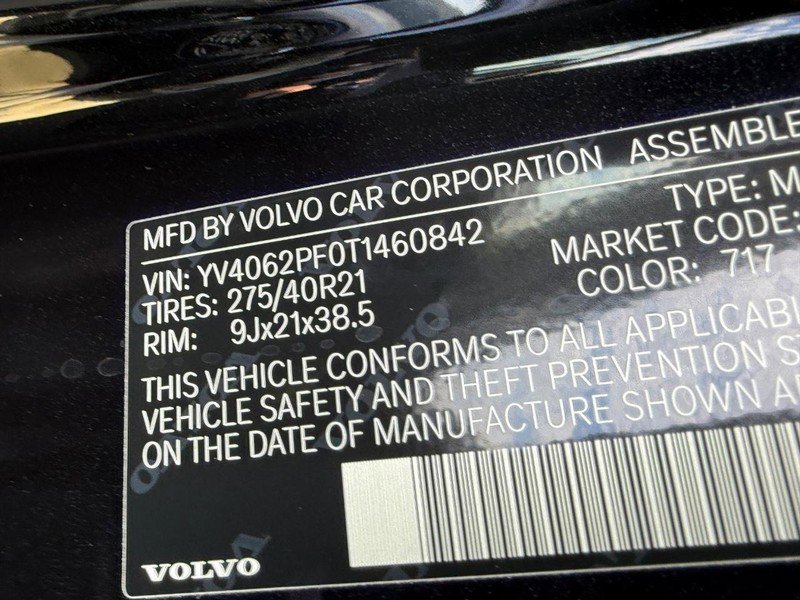 MFD BY VOLVO CAR CORPORATION ASSEMBLE
VIN: YV4062PF0T1460842 TYPE: M
TIRES: 275/40R21 MARKET CODE:
RIM: 9Jx21x38.5 COLOR: 717
THIS VEHICLE CONFORMS TO ALL APPLICABL
VEHICLE SAFETY AND THEFT PREVENTION S
ON THE DATE OF MANUFACTURE SHOWN A
VOLVO